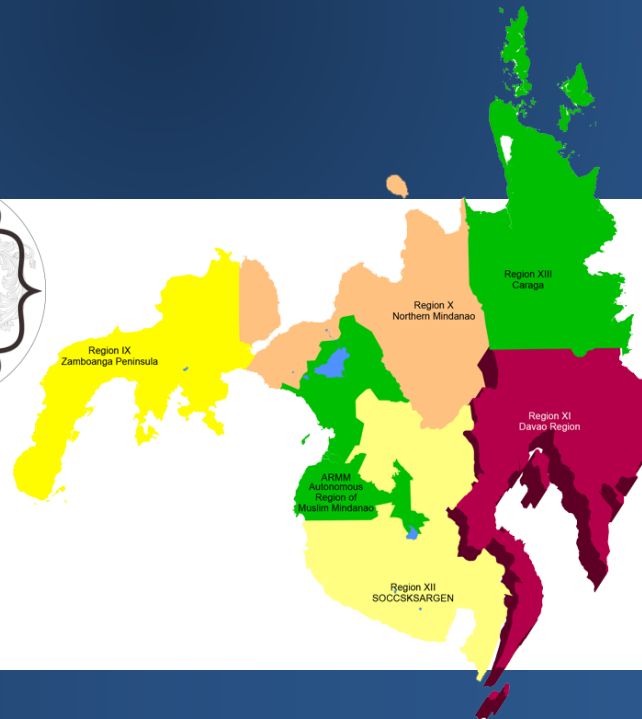 Region XIII
Caraga
Region X
Northern Mindanao
Region IX
Zamboanga Peninsula
Region XI
Davao Region
ARMM
Autonomous
Region of
Muslim Mindanao
Region XII
SOCCSKSARGEN